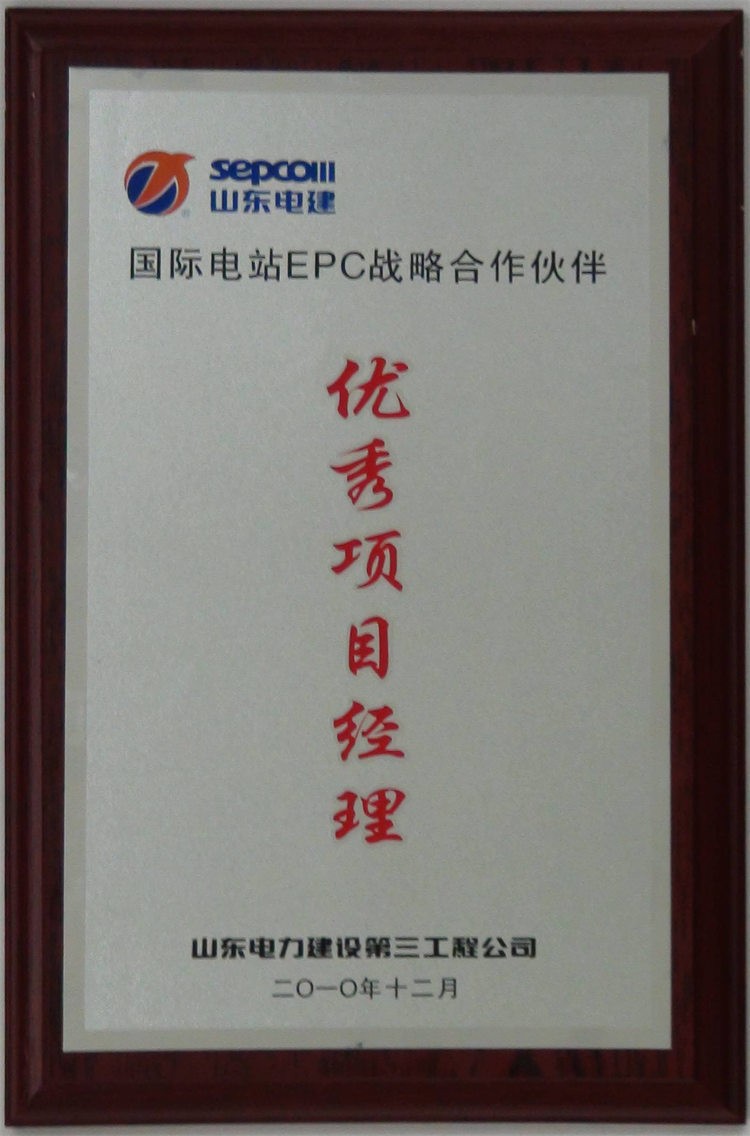 sepcoIII
山东电建
®
国际电站EPC战略合作伙伴
优
秀
项
目
经
理
山东电力建设第三工程公司
二〇一〇年十二月